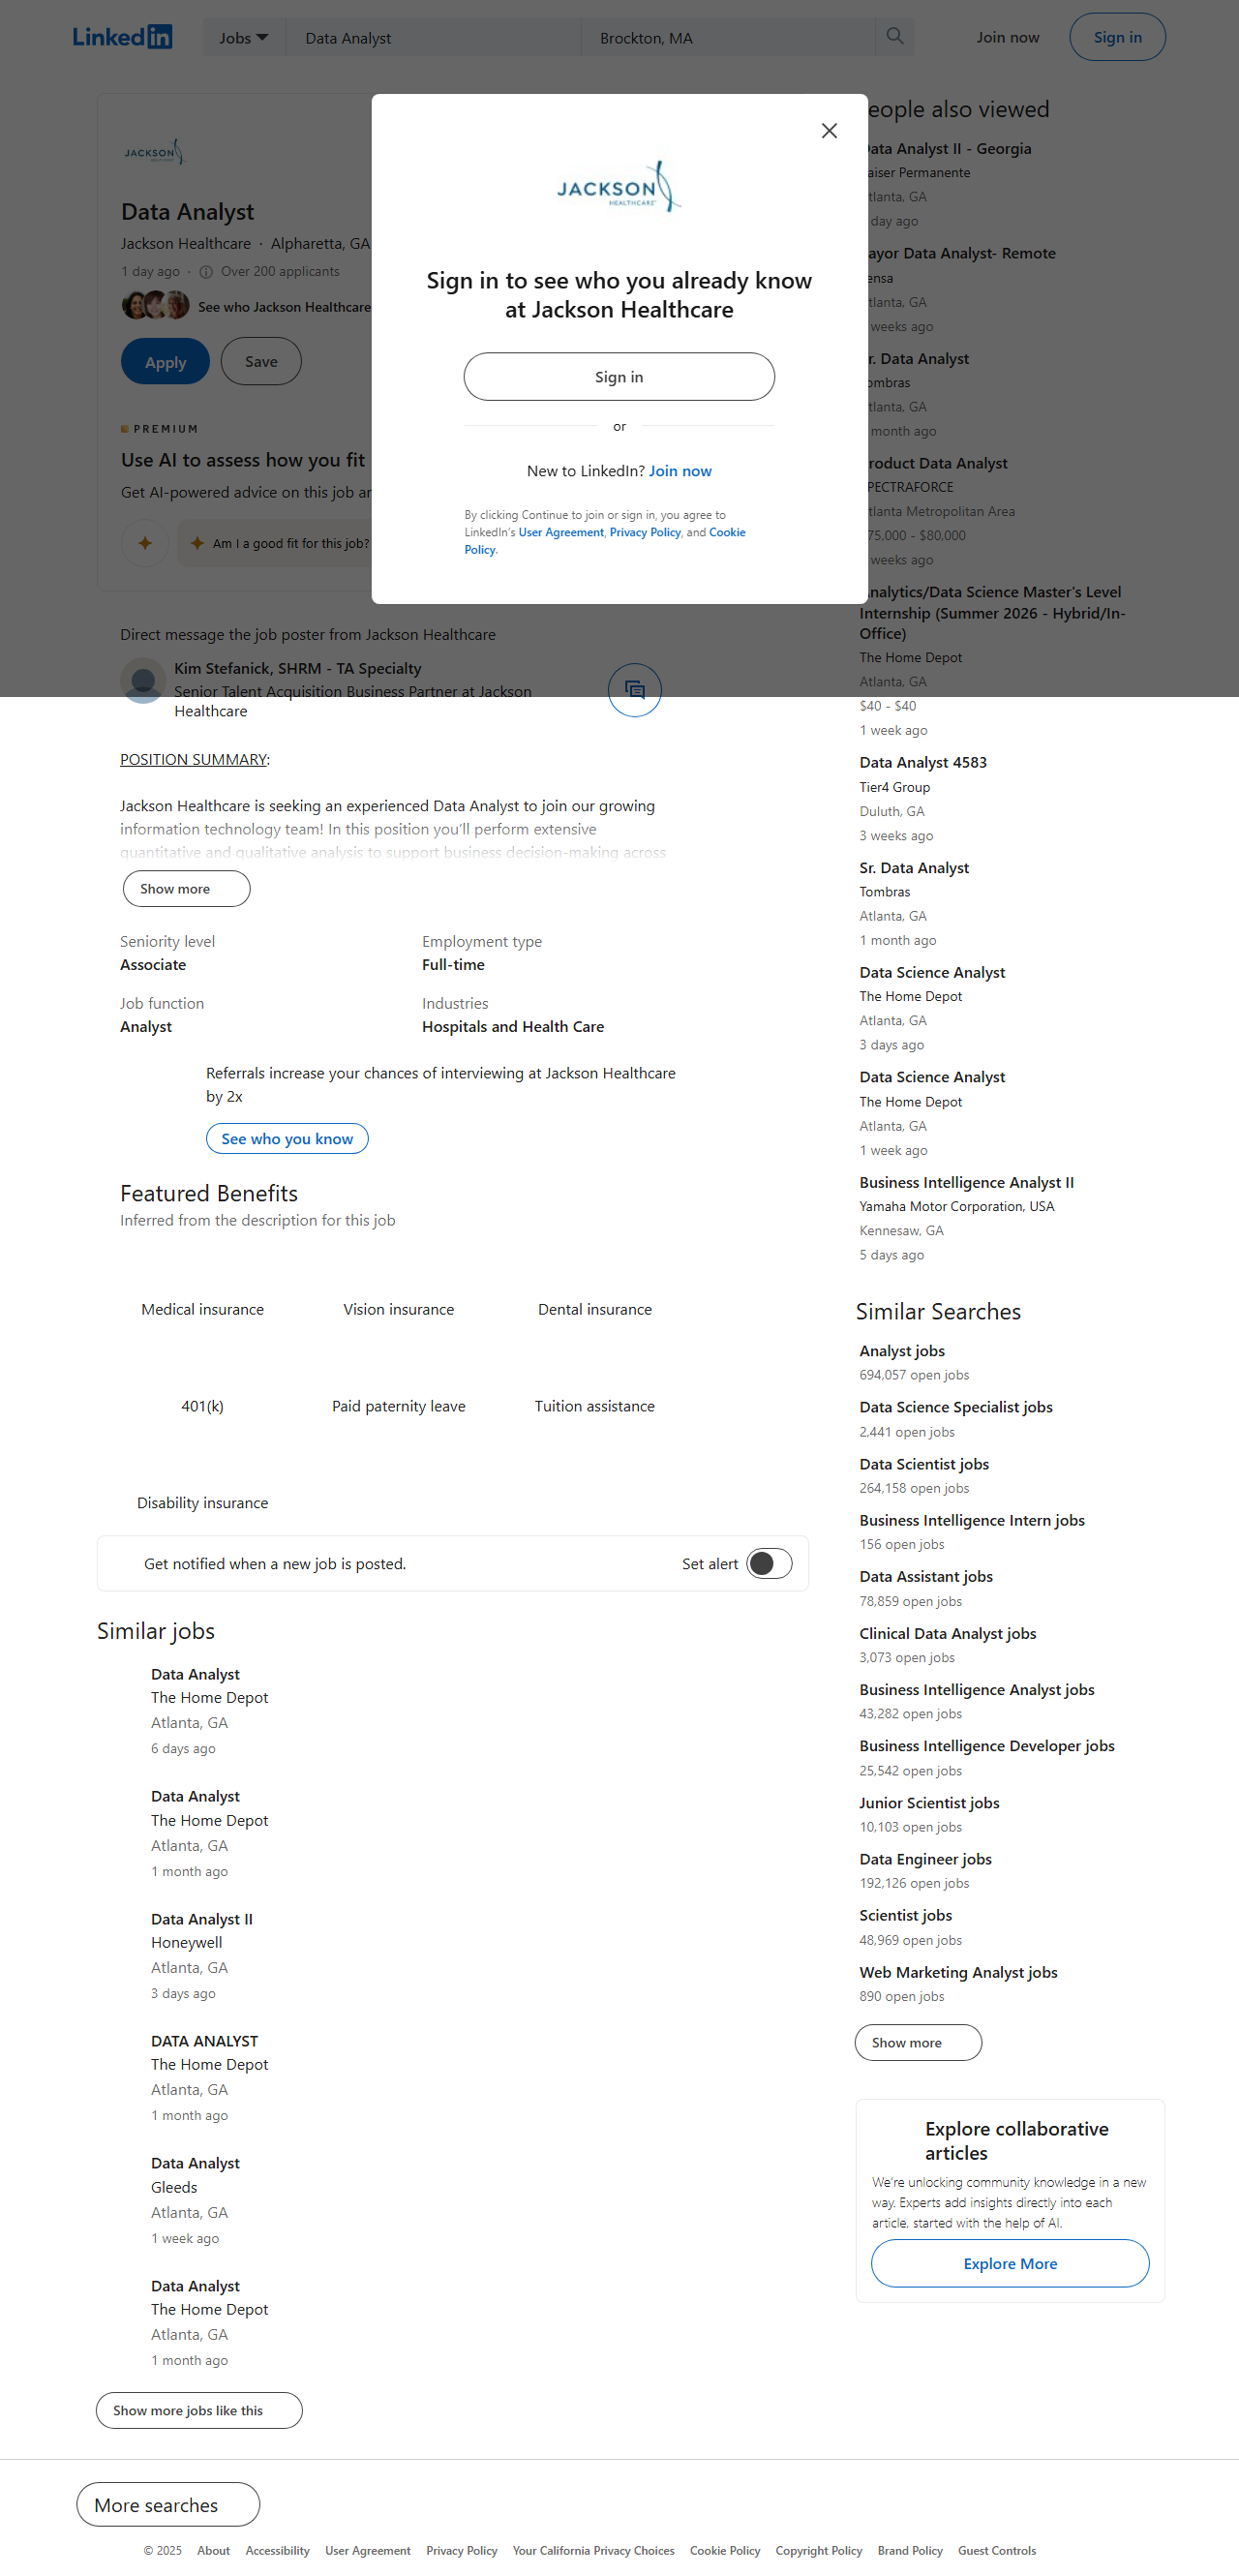 LinkedIn
Jobs
Data Analyst
Brockton, MA
Join now
Sign in
JACKSON
HEALTHCARE
Data Analyst
Jackson Healthcare · Alpharetta, GA
1 day ago · Over 200 applicants
See who Jackson Healthcare
Apply
Save
PREMIUM
Use AI to assess how you fit
Get AI-powered advice on this job
Am I a good fit for this job?
JACKSON
HEALTHCARE
Sign in to see who you already know
at Jackson Healthcare
Sign in
or
New to LinkedIn? Join now
By clicking Continue to join or sign in, you agree to
LinkedIn's User Agreement, Privacy Policy, and Cookie
Policy.
Direct message the job poster from Jackson Healthcare
Kim Stefanick, SHRM - TA Specialty
Senior Talent Acquisition Business Partner at Jackson
Healthcare
POSITION SUMMARY:
Jackson Healthcare is seeking an experienced Data Analyst to join our growing
information technology team! In this position you'll perform extensive
quantitative and qualitative analysis to support business decision-making across
Show more
Seniority level
Associate
Employment type
Full-time
Job function
Analyst
Industries
Hospitals and Health Care
Referrals increase your chances of interviewing at Jackson Healthcare
by 2x
See who you know
Featured Benefits
Inferred from the description for this job
Medical insurance
Vision insurance
Dental insurance
401(k)
Paid paternity leave
Tuition assistance
Disability insurance
Get notified when a new job is posted.
Set alert
Similar jobs
Data Analyst
The Home Depot
Atlanta, GA
6 days ago
Data Analyst
The Home Depot
Atlanta, GA
1 month ago
Data Analyst II
Honeywell
Atlanta, GA
3 days ago
DATA ANALYST
The Home Depot
Atlanta, GA
1 month ago
Data Analyst
Gleeds
Atlanta, GA
1 week ago
Data Analyst
The Home Depot
Atlanta, GA
1 month ago
Show more jobs like this
eople also viewed
ata Analyst II - Georgia
aiser Permanente
tlanta, GA
day ago
ayor Data Analyst- Remote
ensa
tlanta, GA
weeks ago
r. Data Analyst
ombras
tlanta, GA
month ago
roduct Data Analyst
PECTRAFORCE
tlanta Metropolitan Area
75,000 - $80,000
weeks ago
nalytics/Data Science Master's Level
Internship (Summer 2026 - Hybrid/In-
Office)
The Home Depot
Atlanta, GA
$40 - $40
1 week ago
Data Analyst 4583
Tier4 Group
Duluth, GA
3 weeks ago
Sr. Data Analyst
Tombras
Atlanta, GA
1 month ago
Data Science Analyst
The Home Depot
Atlanta, GA
3 days ago
Data Science Analyst
The Home Depot
Atlanta, GA
1 week ago
Business Intelligence Analyst II
Yamaha Motor Corporation, USA
Kennesaw, GA
5 days ago
Similar Searches
Analyst jobs
694,057 open jobs
Data Science Specialist jobs
2,441 open jobs
Data Scientist jobs
264,158 open jobs
Business Intelligence Intern jobs
156 open jobs
Data Assistant jobs
78,859 open jobs
Clinical Data Analyst jobs
3,073 open jobs
Business Intelligence Analyst jobs
43,282 open jobs
Business Intelligence Developer jobs
25,542 open jobs
Junior Scientist jobs
10,103 open jobs
Data Engineer jobs
192,126 open jobs
Scientist jobs
48,969 open jobs
Web Marketing Analyst jobs
890 open jobs
Show more
Explore collaborative
articles
We're unlocking community knowledge in a new
way. Experts add insights directly into each
article, started with the help of AI.
Explore More
More searches
© 2025 About Accessibility User Agreement Privacy Policy Your California Privacy Choices Cookie Policy Copyright Policy Brand Policy Guest Controls